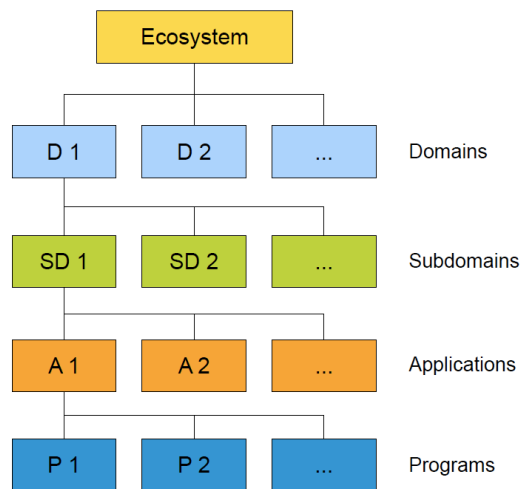 Ecosystem
D 1 D 2 ... Domains
SD 1 SD 2 ... Subdomains
A 1 A 2 ... Applications
P 1 P 2 ... Programs